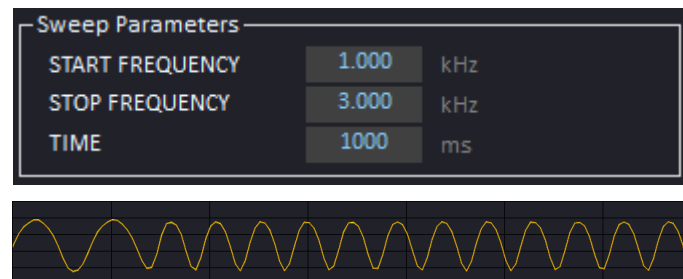 Sweep Parameters
START FREQUENCY 1.000 kHz
STOP FREQUENCY 3.000 kHz
TIME 1000 ms